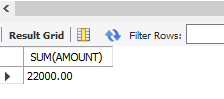 Result Grid Filter Rows:
SUM(AMOUNT)
22000.00